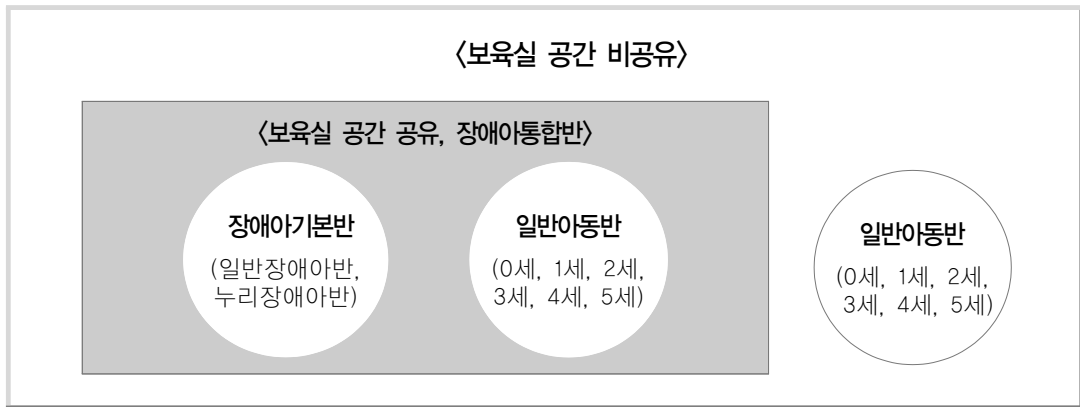 〈보육실 공간 비공유〉
〈보육실 공간 공유, 장애아통합반〉
장애아기본반
(일반장애아반,
누리장애아반)
일반아동반
(0세, 1세, 2세,
3세, 4세, 5세)
일반아동반
(0세, 1세, 2세,
3세, 4세, 5세)